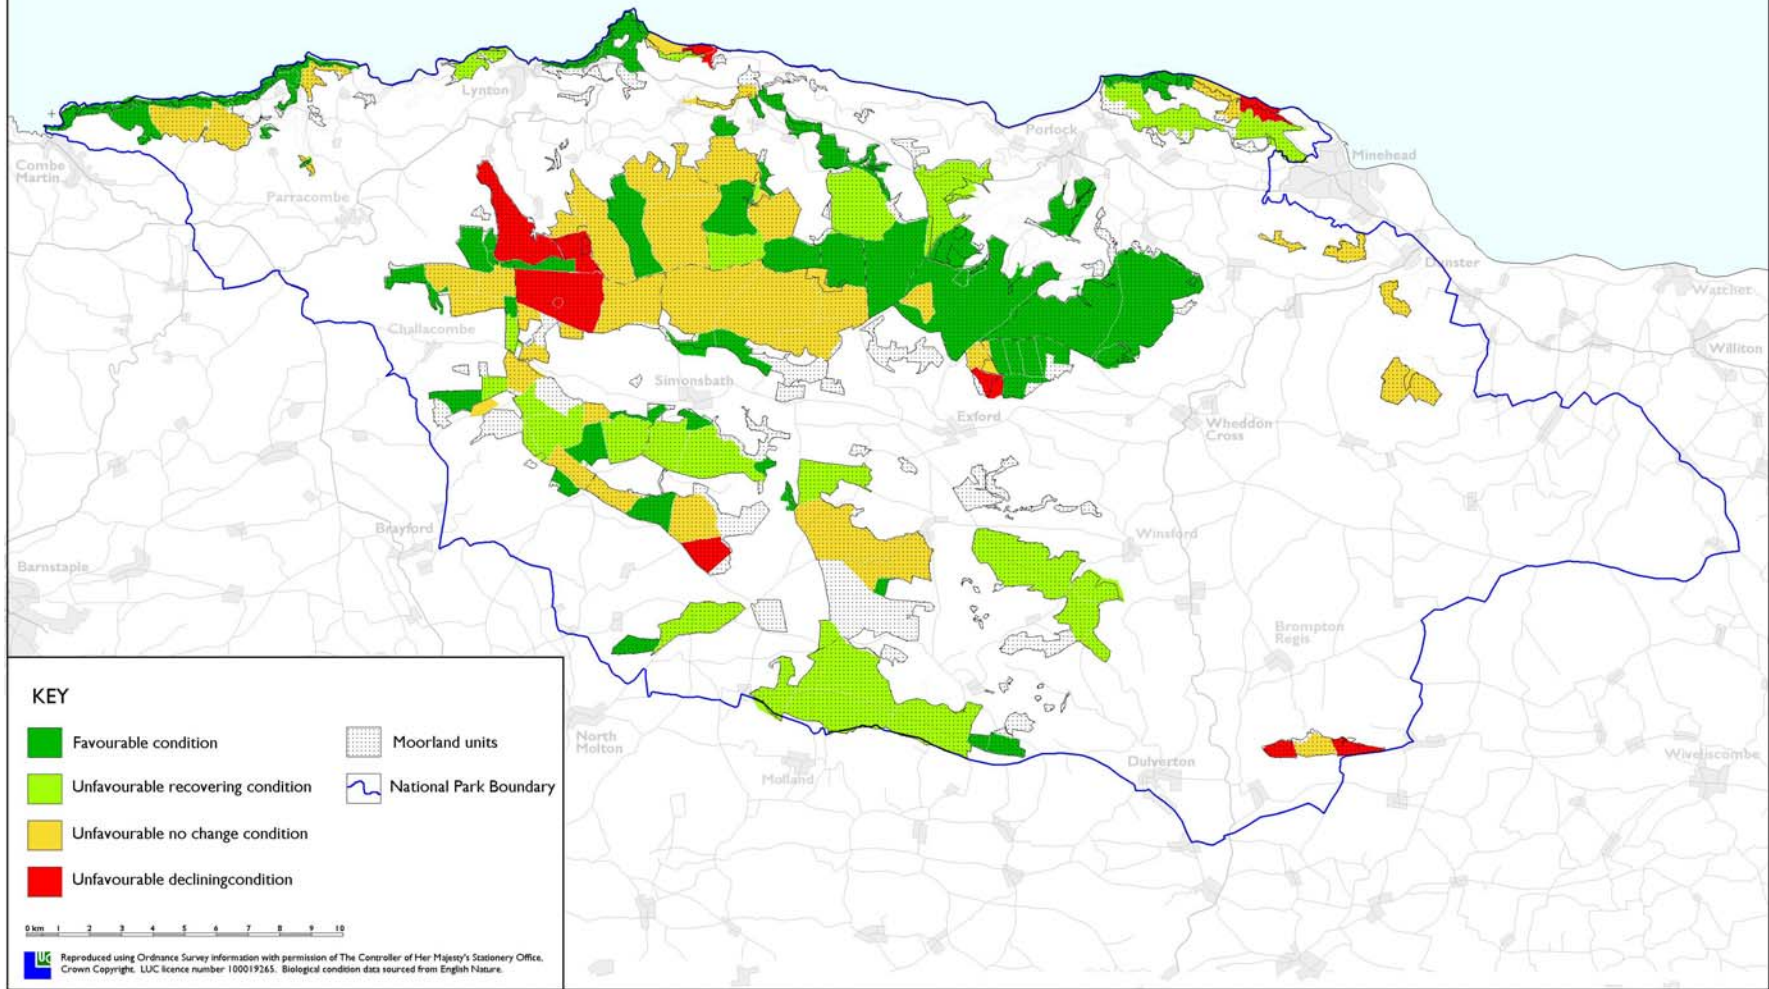 Lynton
Porlock
Combe
Martin
Minehead
Parracombe
Dunster
Watchet
Challacombe
Williton
Simonsbath
Exford
Wheddon
Cross
Brayford
Winsford
Barnstaple
Brompton
Regis
North
Molton
Molland
Dulverton
Wiveliscombe
KEY
Favourable condition
Moorland units
Unfavourable recovering condition
National Park Boundary
Unfavourable no change condition
Unfavourable decliningcondition
0 km 1 2 3 4 5 6 7 8 9 10
LUC
Reproduced using Ordnance Survey information with permission of The Controller of Her Majesty's Stationery Office.
Crown Copyright. LUC licence number 100019265. Biological condition data sourced from English Nature.